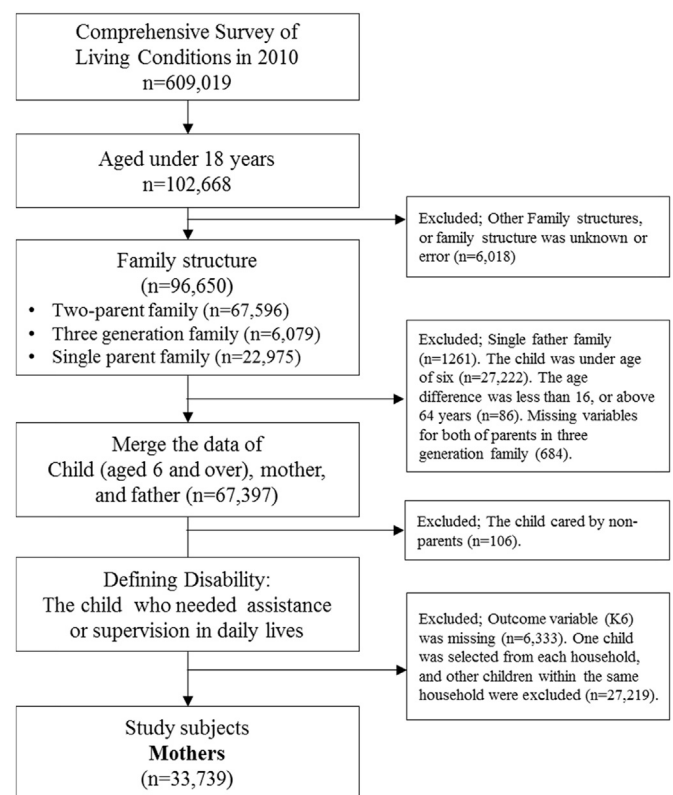 Comprehensive Survey of
Living Conditions in 2010
n=609,019
Aged under 18 years
n=102,668
Excluded; Other Family structures,
or family structure was unknown or
error (n=6,018)
Family structure
(n=96,650)
• Two-parent family (n=67,596)
• Three generation family (n=6,079)
• Single parent family (n=22,975)
Excluded; Single father family
(n=1261). The child was under age
of six (n=27,222). The age
difference was less than 16, or above
64 years (n=86). Missing variables
for both of parents in three
generation family (684).
Merge the data of
Child (aged 6 and over), mother,
and father (n=67,397)
Excluded; The child cared by non-
parents (n=106).
Defining Disability:
The child who needed assistance
or supervision in daily lives
Excluded; Outcome variable (K6)
was missing (n=6,333). One child
was selected from each household,
and other children within the same
household were excluded (n=27,219).
Study subjects
Mothers
(n=33,739)